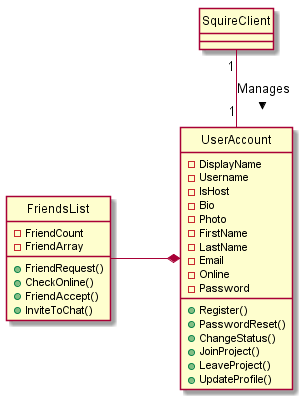 SquireClient
1
Manages
1
UserAccount
DisplayName
Username
IsHost
Bio
Photo
FirstName
LastName
Email
Online
Password
Register()
PasswordReset()
ChangeStatus()
JoinProject()
LeaveProject()
UpdateProfile()
FriendsList
FriendCount
FriendArray
FriendRequest()
CheckOnline()
FriendAccept()
InviteToChat()